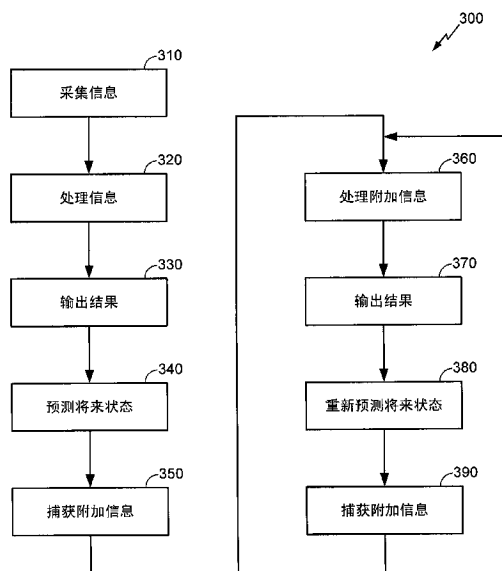 300
310
采集信息
320
处理信息
330
输出结果
340
预测将来状态
350
捕获附加信息
360
处理附加信息
370
输出结果
380
重新预测将来状态
390
捕获附加信息